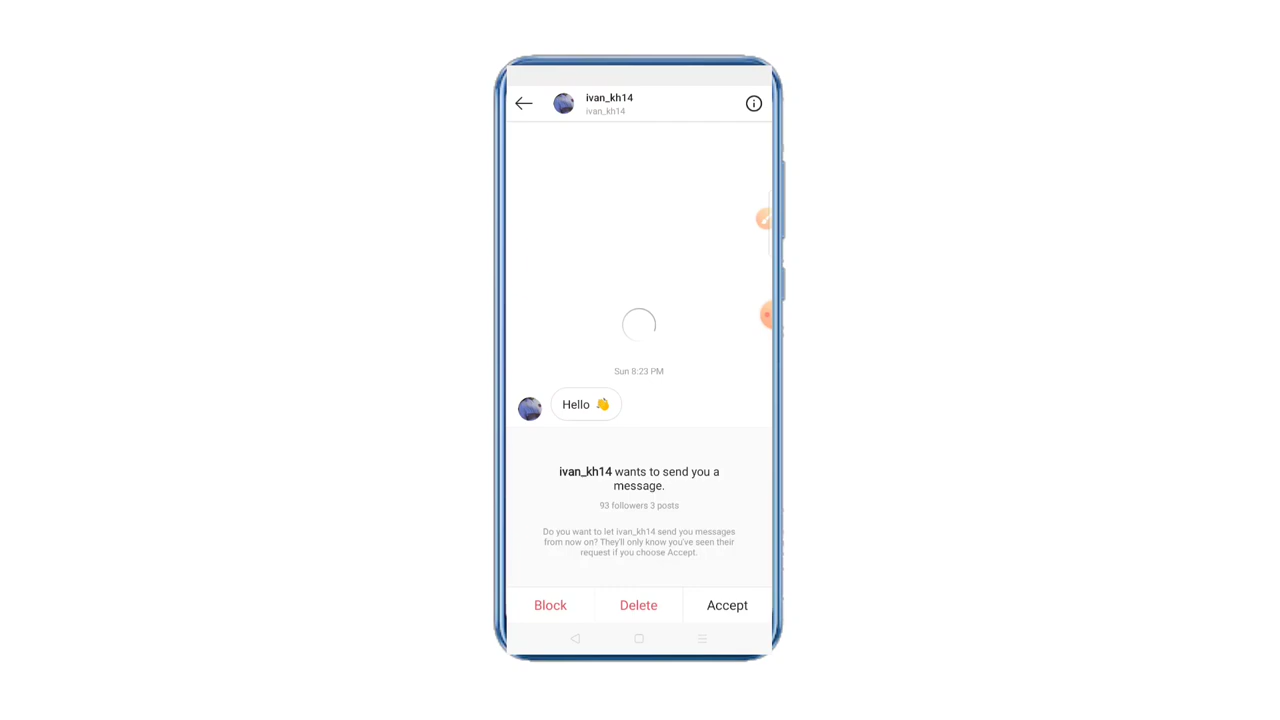 ivan_kh14
ivan_kh14
Sun 8:23 PM
Hello 👋
ivan_kh14 wants to send you a
message.
93 followers 3 posts
Do you want to let ivan_kh14 send you messages
from now on? They'll only know you've seen their
request if you choose Accept.
Block Delete Accept